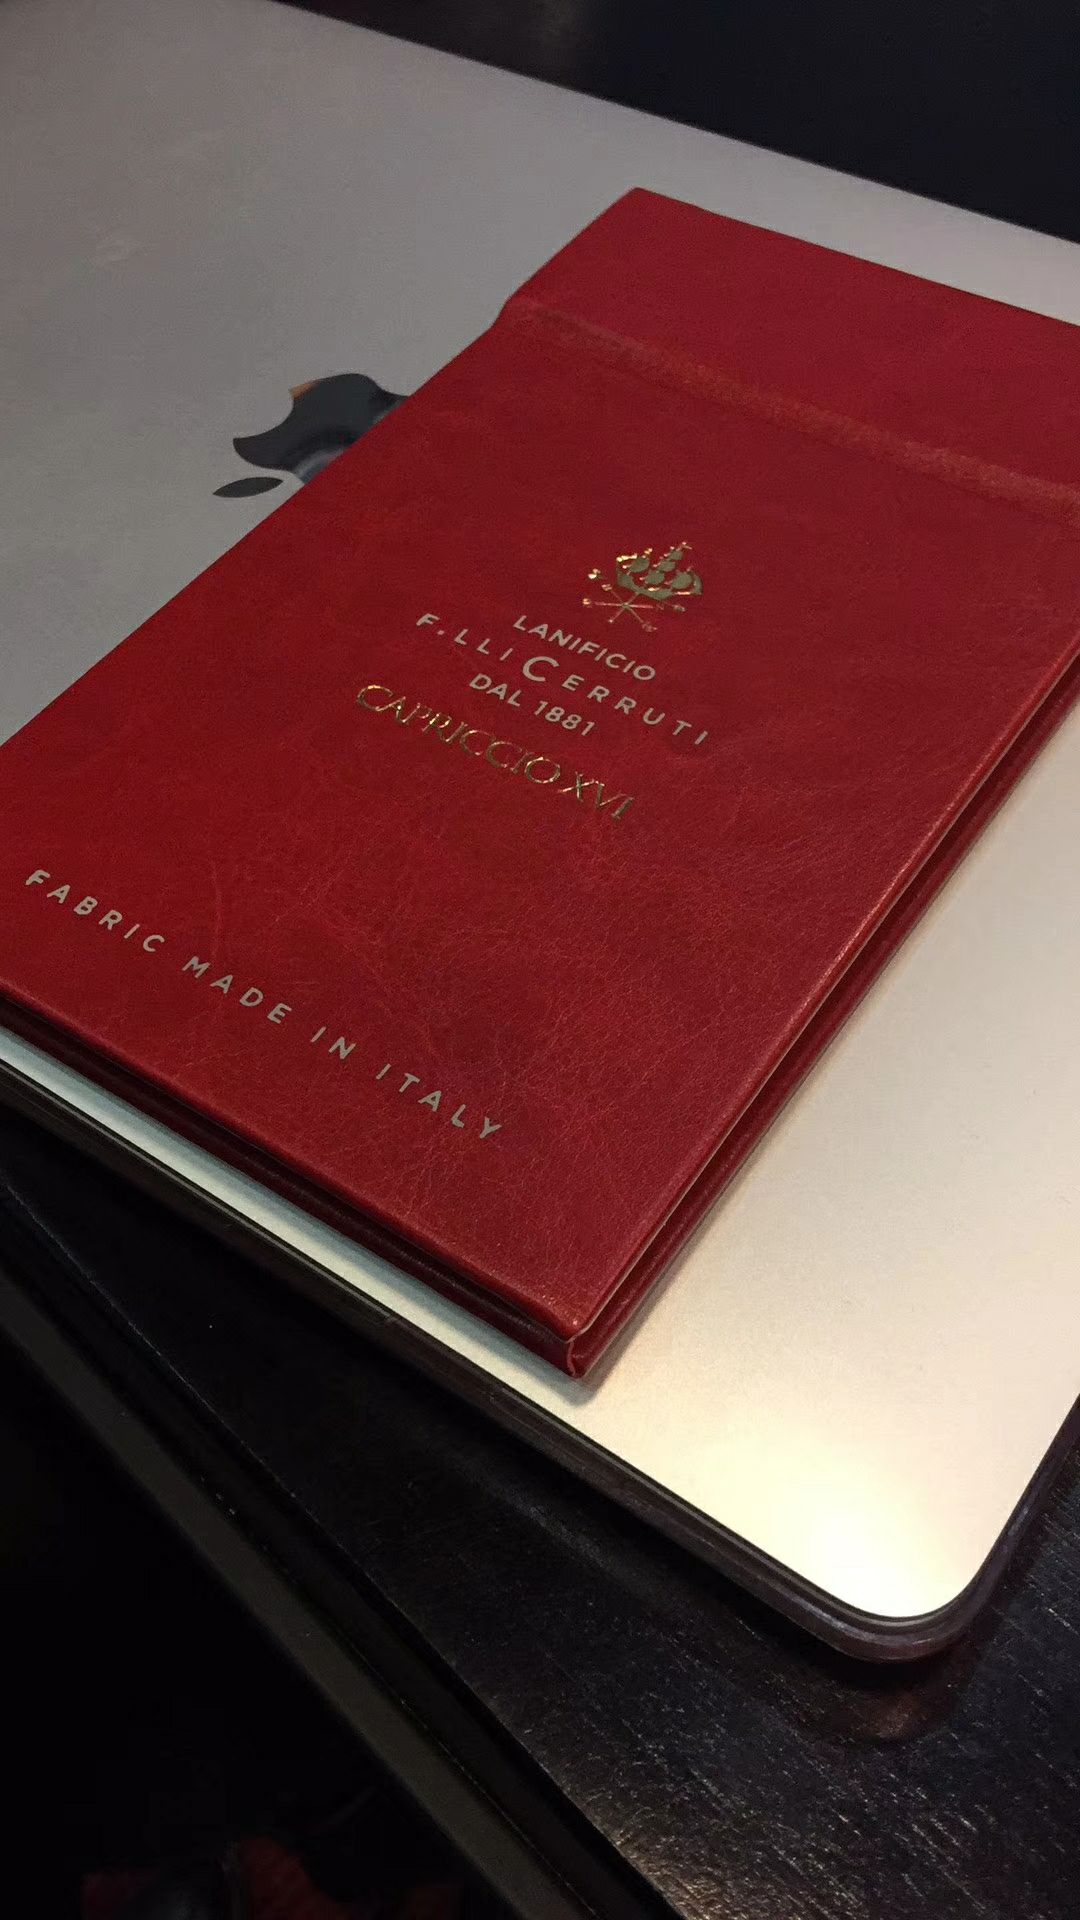 LANIFICIO
F.LLI CERRUTI
DAL 1881
CAPRICCIO XVI
FABRIC MADE IN ITALY